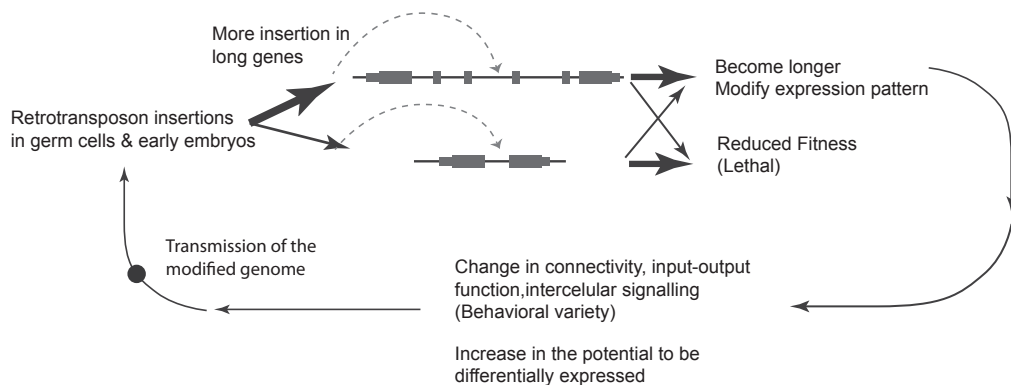 More insertion in
long genes
Retrotransposon insertions
in germ cells & early embryos
Become longer
Modify expression pattern
Reduced Fitness
(Lethal)
Transmission of the
modified genome
Change in connectivity, input-output
function,intercelular signalling
(Behavioral variety)
Increase in the potential to be
differentially expressed